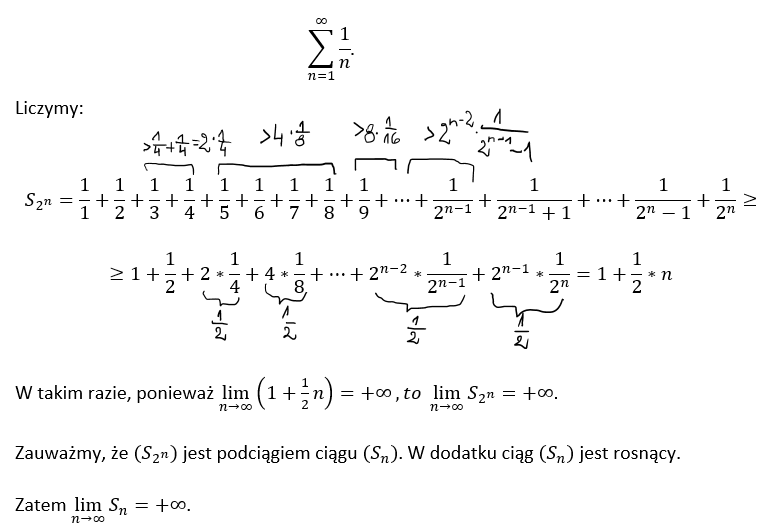 ∞
∑ 1/n.
n=1
Liczymy:
>1/4+1/4=2·1/4 >4·1/8 >8·1/16 >2^{n-2}·1/(2^{n-1}-1)
S_{2^n} = 1/1 + 1/2 + 1/3 + 1/4 + 1/5 + 1/6 + 1/7 + 1/8 + 1/9 + ⋯ + 1/2^{n-1} + 1/(2^{n-1}+1) + ⋯ + 1/(2^n-1) + 1/2^n ≥
≥ 1 + 1/2 + 2 * 1/4 + 4 * 1/8 + ⋯ + 2^{n-2} * 1/2^{n-1} + 2^{n-1} * 1/2^n = 1 + 1/2 * n
1/2 1/2 1/2 1/2
W takim razie, ponieważ lim_{n→∞} (1 + 1/2 n) = +∞, to lim_{n→∞} S_{2^n} = +∞.
Zauważmy, że (S_{2^n}) jest podciągiem ciągu (S_n). W dodatku ciąg (S_n) jest rosnący.
Zatem lim_{n→∞} S_n = +∞.